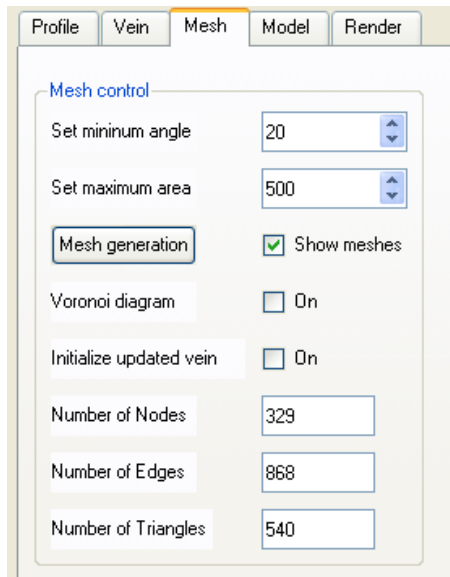 Profile Vein Mesh Model Render
Mesh control
Set mininum angle 20
Set maximum area 500
Mesh generation Show meshes
Voronoi diagram On
Initialize updated vein On
Number of Nodes 329
Number of Edges 868
Number of Triangles 540